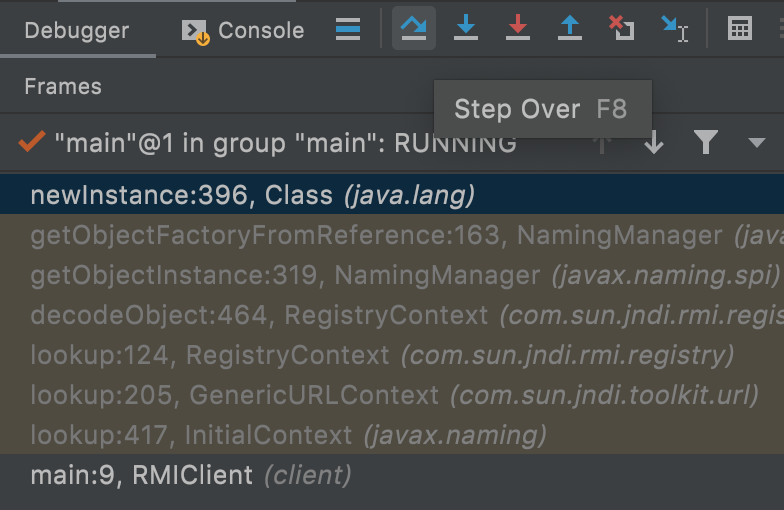 Debugger Console
Frames
Step Over F8
"main"@1 in group "main": RUNNING
newInstance:396, Class (java.lang)
getObjectFactoryFromReference:163, NamingManager (java
getObjectInstance:319, NamingManager (javax.naming.spi)
decodeObject:464, RegistryContext (com.sun.jndi.rmi.regis
lookup:124, RegistryContext (com.sun.jndi.rmi.registry)
lookup:205, GenericURLContext (com.sun.jndi.toolkit.url)
lookup:417, InitialContext (javax.naming)
main:9, RMIClient (client)